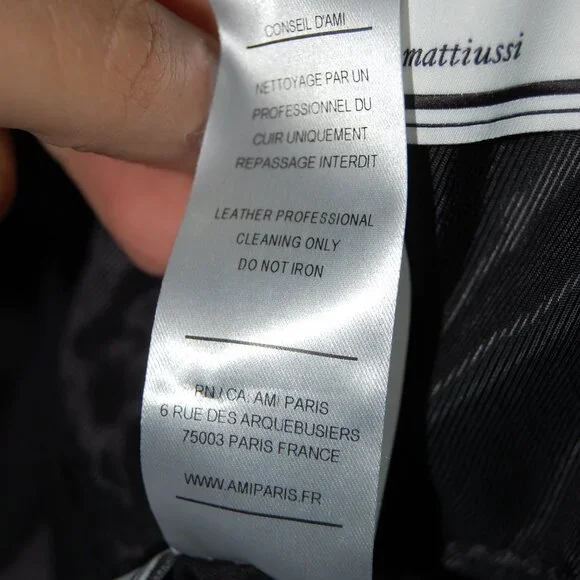 CONSEIL D'AMI
mattiussi
NETTOYAGE PAR UN
PROFESSIONNEL DU
CUIR UNIQUEMENT
REPASSAGE INTERDIT
LEATHER PROFESSIONAL
CLEANING ONLY
DO NOT IRON
RN / CA. AMI PARIS
6 RUE DES ARQUEBUSIERS
75003 PARIS FRANCE
WWW.AMIPARIS.FR